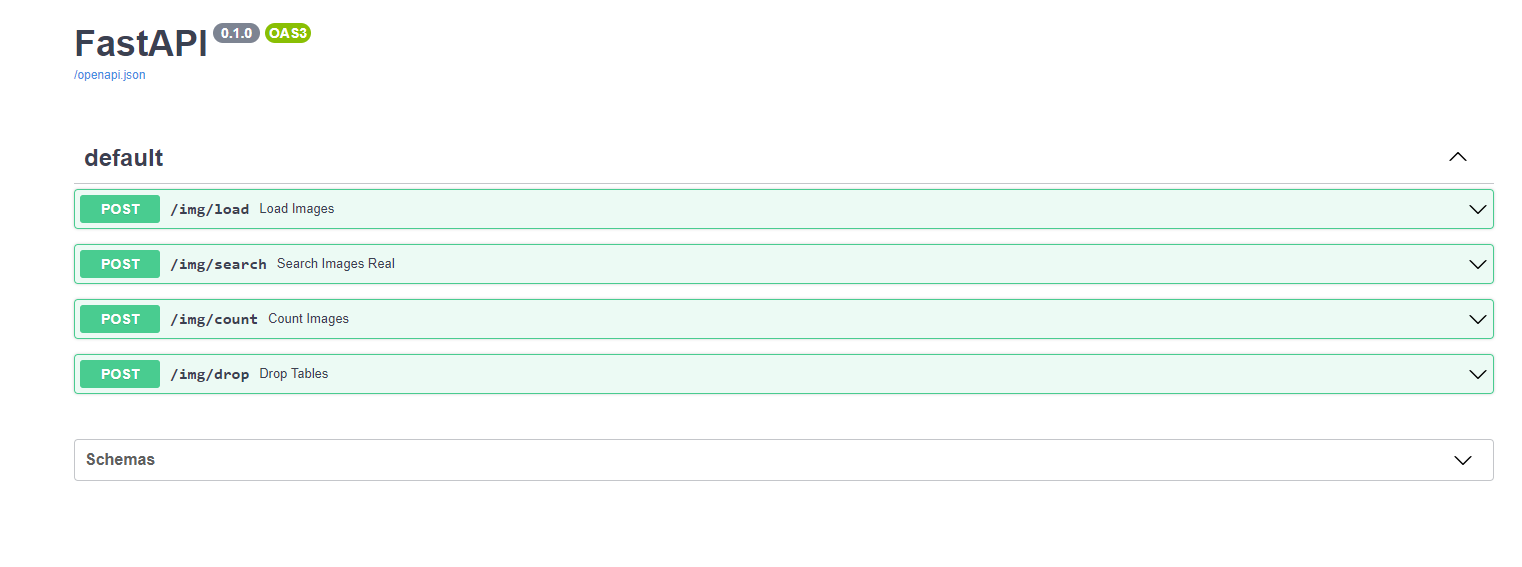 FastAPI 0.1.0 OAS3
/openapi.json
default
POST /img/load Load Images
POST /img/search Search Images Real
POST /img/count Count Images
POST /img/drop Drop Tables
Schemas